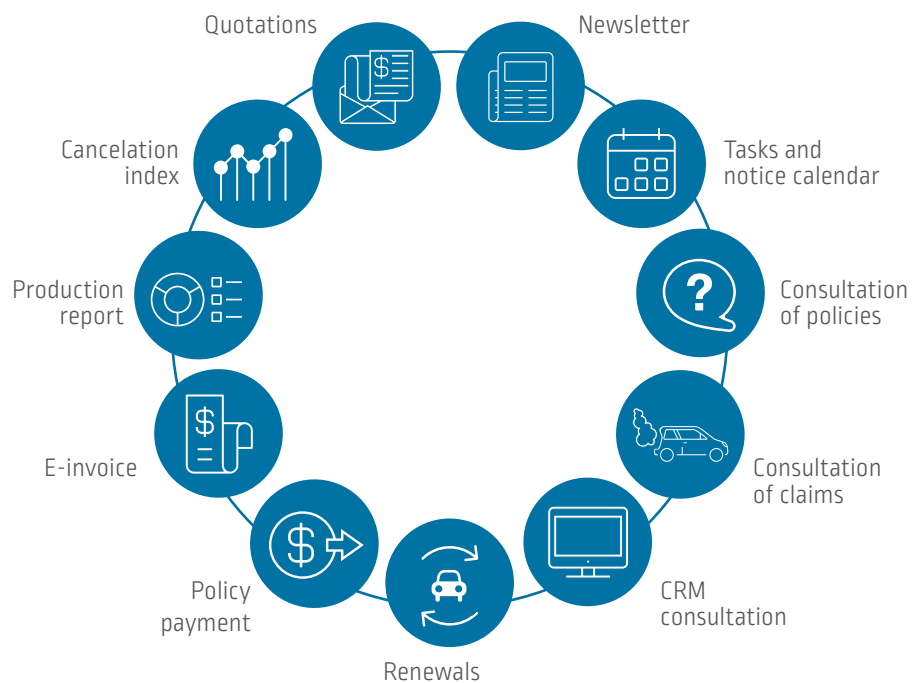 Quotations
Newsletter
Cancelation
index
Tasks and
notice calendar
Production
report
Consultation
of policies
E-invoice
Consultation
of claims
Policy
payment
CRM
consultation
Renewals
$
?
$
$